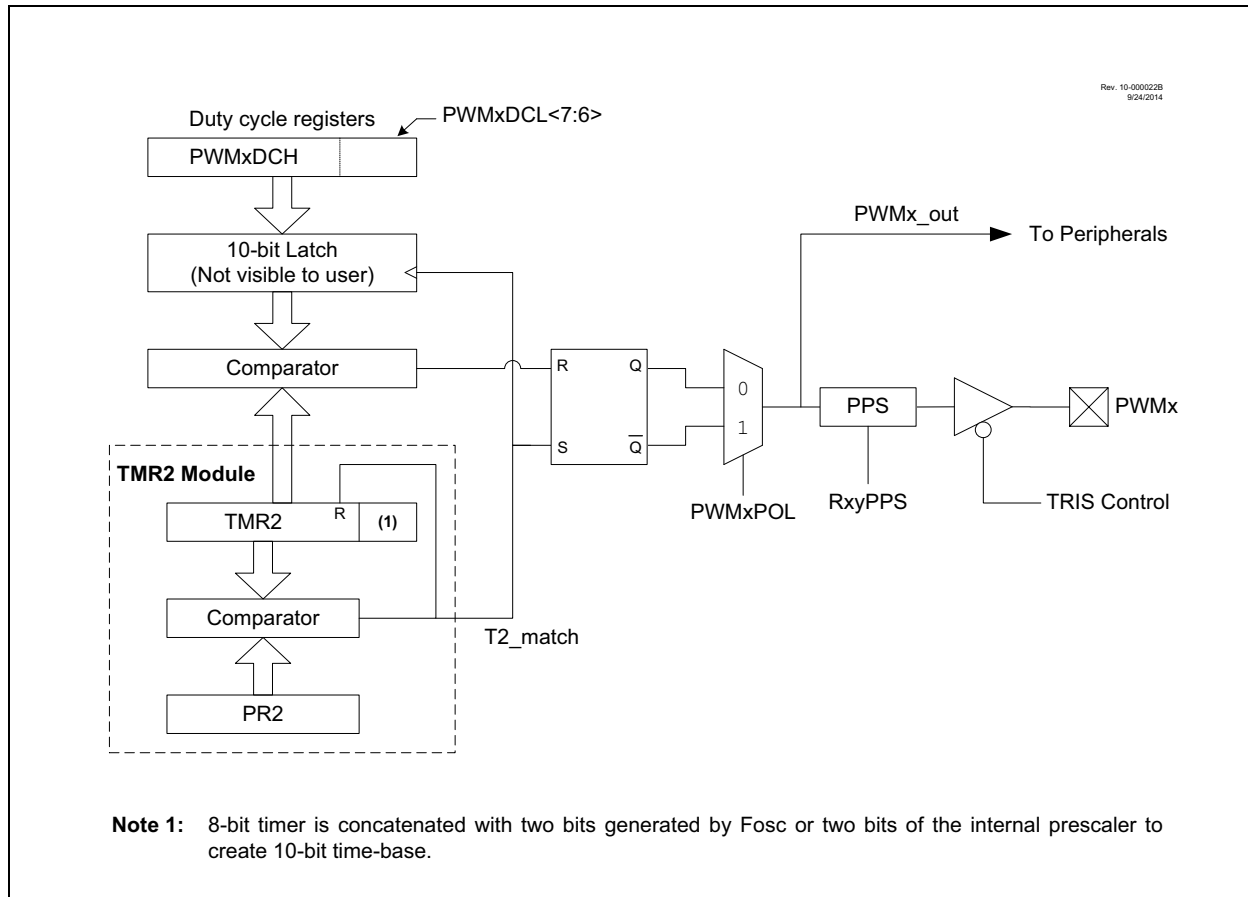 Rev. 10-000022B
9/24/2014
Duty cycle registers
PWMxDCL<7:6>
PWMxDCH
10-bit Latch
(Not visible to user)
Comparator
PWMx_out
To Peripherals
R
Q
S
Q̅
0
1
PWMxPOL
PPS
RxyPPS
PWMx
TRIS Control
TMR2 Module
TMR2
R
(1)
Comparator
T2_match
PR2
Note 1: 8-bit timer is concatenated with two bits generated by Fosc or two bits of the internal prescaler to
create 10-bit time-base.